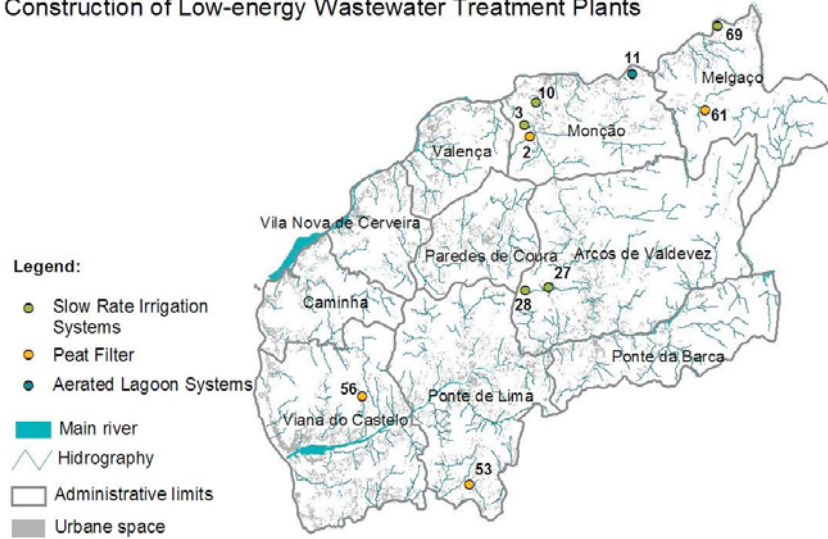 Construction of Low-energy Wastewater Treatment Plants
69
11
Melgaço
10
61
3
Monção
2
Valença
Vila Nova de Cerveira
Paredes de Coura
Arcos de Valdevez
Legend:
27
Slow Rate Irrigation
Systems
28
Caminha
Peat Filter
Ponte da Barca
Aerated Lagoon Systems
56
Ponte de Lima
Viana do Castelo
Main river
Hidrography
53
Administrative limits
Urbane space